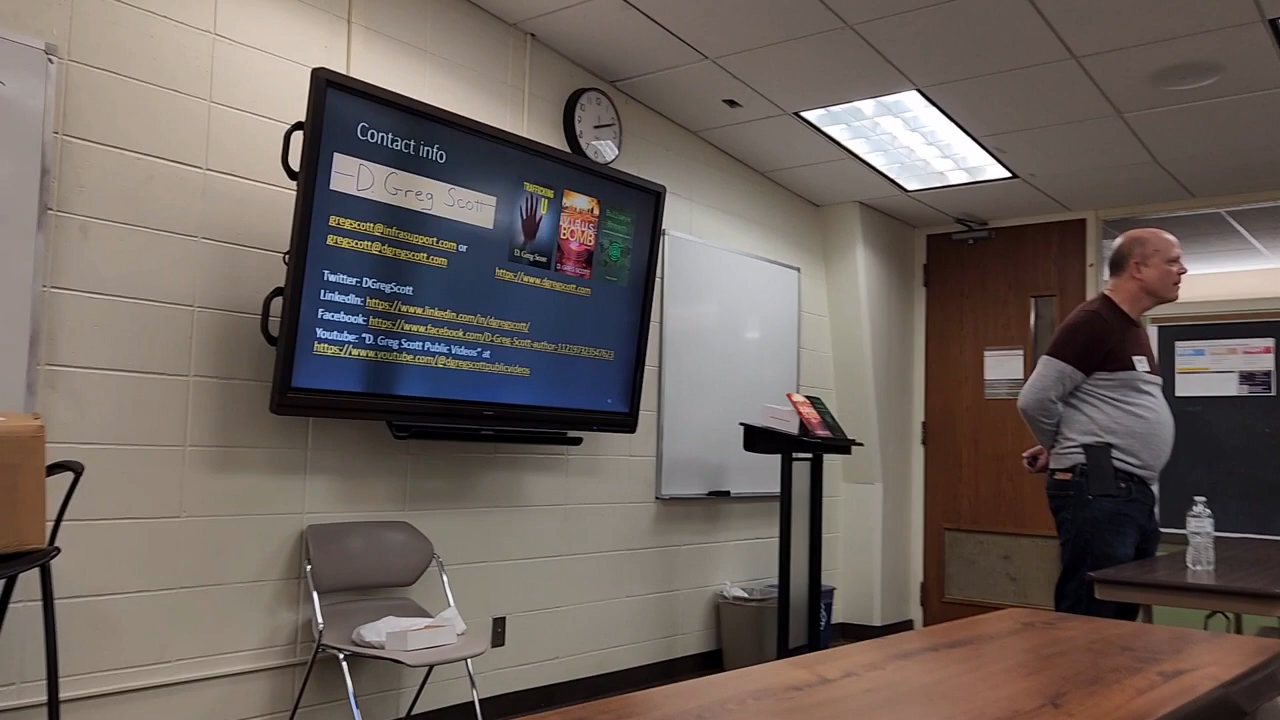 Contact info
-D. Greg Scott
gregscott@infrasupport.com or
gregscott@dgregscott.com
Twitter: DGregScott
LinkedIn: https://www.linkedin.com/in/dgregscott/
Facebook: https://www.facebook.com/D-Greg-Scott-author-112197323547623
Youtube: "D. Greg Scott Public Videos" at
https://www.youtube.com/@dgregscottpublicvideos
TRAFFICKING
U
D. Greg Scott
VIRUS
BOMB
D. GREG SCOTT
https://www.dgregscott.com